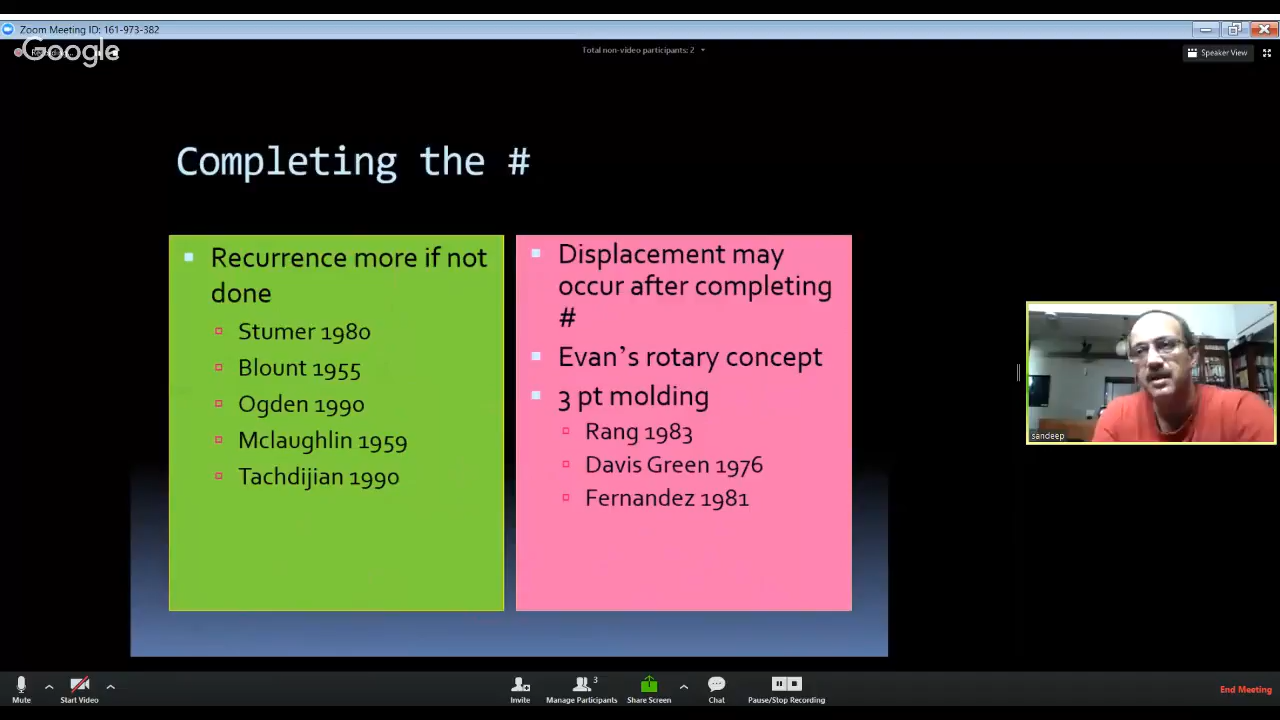 Zoom Meeting ID: 161-973-382
Google
Total non-video participants: 2
Speaker View
Completing the #
Recurrence more if not
done
Stumer 1980
Blount 1955
Ogden 1990
Mclaughlin 1959
Tachdijian 1990
Displacement may
occur after completing
#
Evan's rotary concept
3 pt molding
Rang 1983
Davis Green 1976
Fernandez 1981
sandeep
3
Mute
Start Video
Invite
Manage Participants
Share Screen
Chat
Pause/Stop Recording
End Meeting